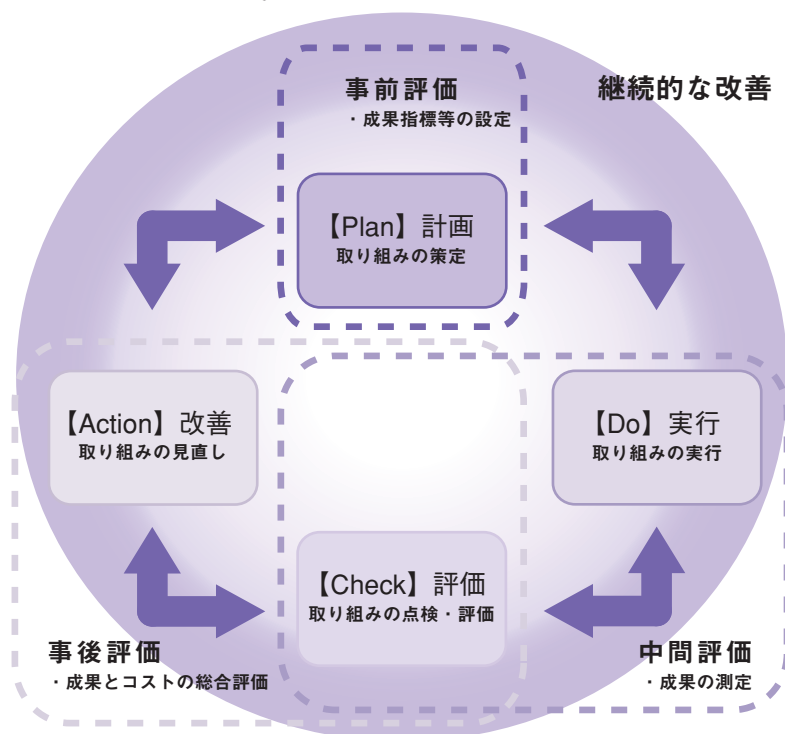 事前評価
・成果指標等の設定
継続的な改善
【Plan】計画
取り組みの策定
【Action】改善
取り組みの見直し
【Do】実行
取り組みの実行
【Check】評価
取り組みの点検・評価
事後評価
・成果とコストの総合評価
中間評価
・成果の測定